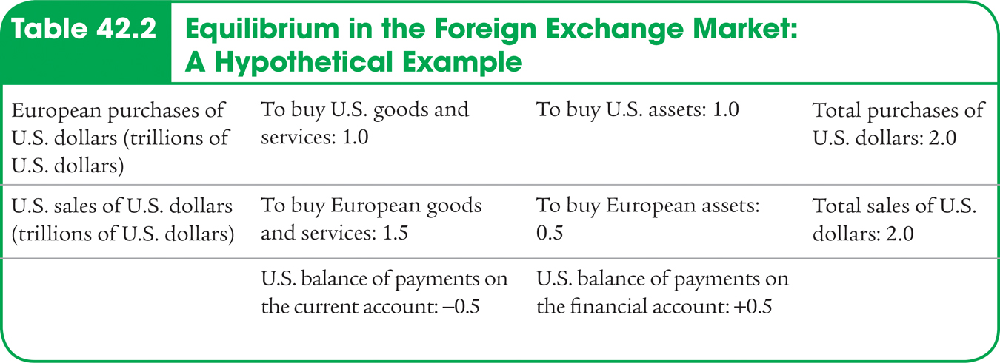 Table 42.2
Equilibrium in the Foreign Exchange Market:
A Hypothetical Example
European purchases of
U.S. dollars (trillions of
U.S. dollars)
To buy U.S. goods and
services: 1.0
To buy U.S. assets: 1.0
Total purchases of
U.S. dollars: 2.0
U.S. sales of U.S. dollars
(trillions of U.S. dollars)
To buy European goods
and services: 1.5
To buy European assets:
0.5
Total sales of U.S.
dollars: 2.0
U.S. balance of payments on
the current account: −0.5
U.S. balance of payments on
the financial account: +0.5